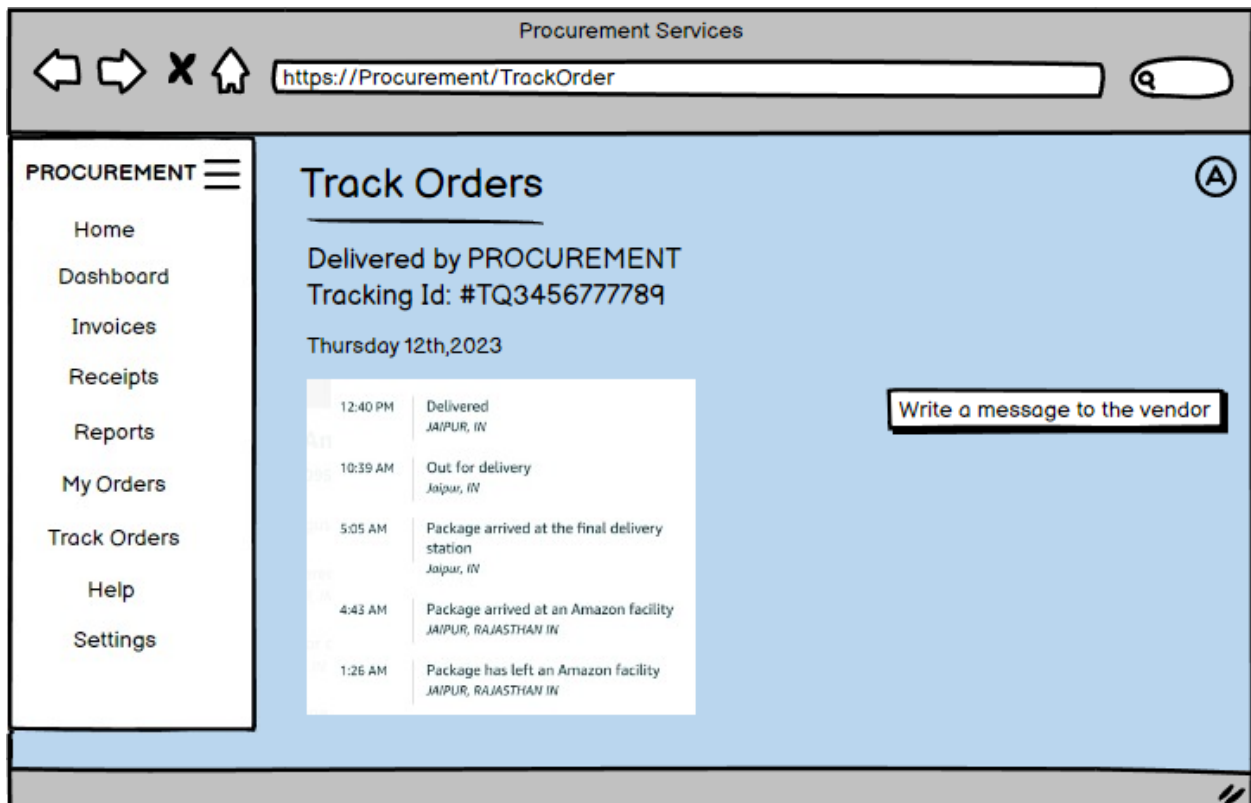 Procurement Services
https://Procurement/TrackOrder
PROCUREMENT
Home
Dashboard
Invoices
Receipts
Reports
My Orders
Track Orders
Help
Settings
Track Orders
A
Delivered by PROCUREMENT
Tracking Id: #TQ3456777789
Thursday 12th,2023
12:40 PM Delivered
JAIPUR, IN
10:39 AM Out for delivery
Jaipur, IN
5:05 AM Package arrived at the final delivery
station
Jaipur, IN
4:43 AM Package arrived at an Amazon facility
JAIPUR, RAJASTHAN IN
1:26 AM Package has left an Amazon facility
JAIPUR, RAJASTHAN IN
Write a message to the vendor